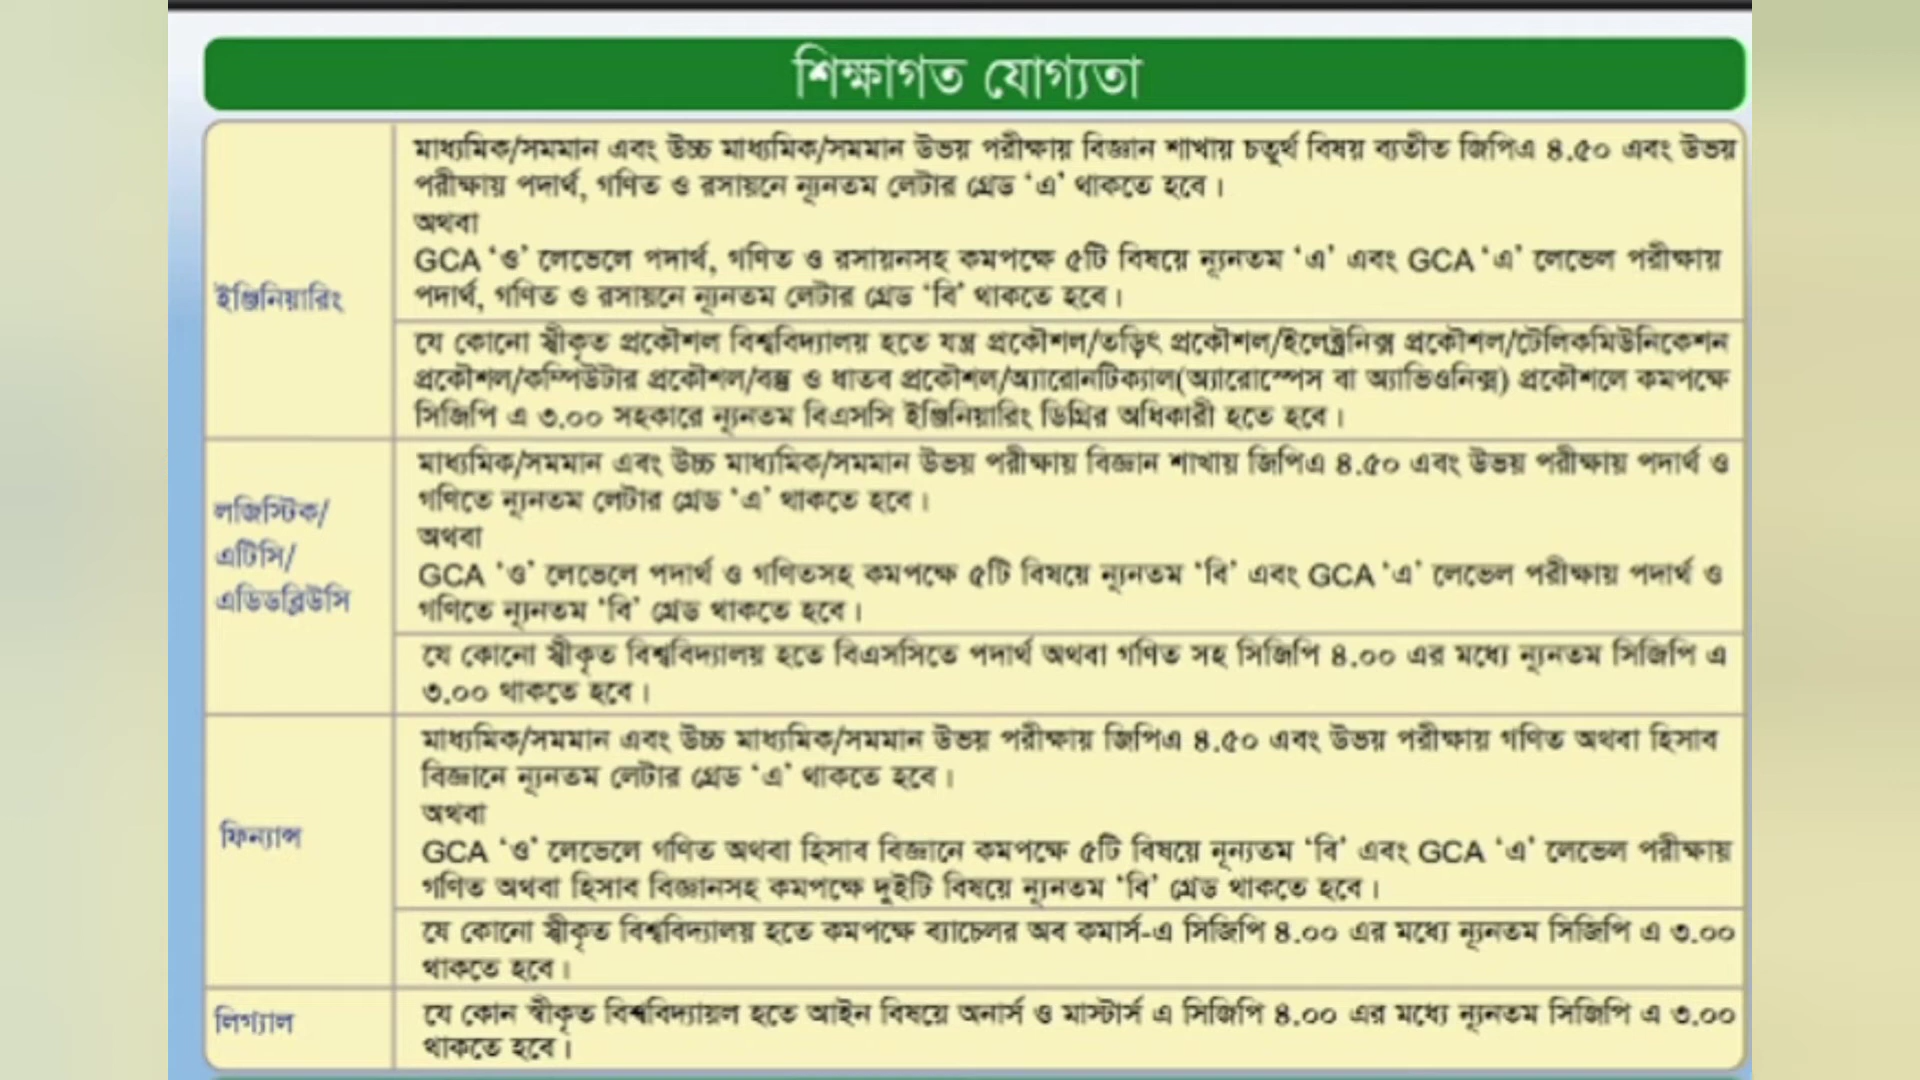 শিক্ষাগত যোগ্যতা
ইঞ্জিনিয়ারিং
মাধ্যমিক/সমমান এবং উচ্চ মাধ্যমিক/সমমান উভয় পরীক্ষায় বিজ্ঞান শাখায় চতুর্থ বিষয় ব্যতীত জিপিএ ৪.৫০ এবং উভয়
পরীক্ষায় পদার্থ, গণিত ও রসায়নে ন্যূনতম লেটার গ্রেড ‘এ’ থাকতে হবে।
অথবা
GCA ‘ও’ লেভেলে পদার্থ, গণিত ও রসায়নসহ কমপক্ষে ৫টি বিষয়ে ন্যূনতম ‘এ’ এবং GCA ‘এ’ লেভেল পরীক্ষায়
পদার্থ, গণিত ও রসায়নে ন্যূনতম লেটার গ্রেড ‘বি’ থাকতে হবে।
যে কোনো স্বীকৃত প্রকৌশল বিশ্ববিদ্যালয় হতে যন্ত্র প্রকৌশল/তড়িৎ প্রকৌশল/ইলেক্ট্রনিক্স প্রকৌশল/টেলিকমিউনিকেশন
প্রকৌশল/কম্পিউটার প্রকৌশল/বস্তু ও ধাতব প্রকৌশল/অ্যারোনটিক্যাল(অ্যারোস্পেস বা অ্যাভিওনিক্স) প্রকৌশলে কমপক্ষে
সিজিপি এ ৩.০০ সহকারে ন্যূনতম বিএসসি ইঞ্জিনিয়ারিং ডিগ্রির অধিকারী হতে হবে।
লজিস্টিক/
এটিসি/
এডিডব্লিউসি
মাধ্যমিক/সমমান এবং উচ্চ মাধ্যমিক/সমমান উভয় পরীক্ষায় বিজ্ঞান শাখায় জিপিএ ৪.৫০ এবং উভয় পরীক্ষায় পদার্থ ও
গণিতে ন্যূনতম লেটার গ্রেড ‘এ’ থাকতে হবে।
অথবা
GCA ‘ও’ লেভেলে পদার্থ ও গণিতসহ কমপক্ষে ৫টি বিষয়ে ন্যূনতম ‘বি’ এবং GCA ‘এ’ লেভেল পরীক্ষায় পদার্থ ও
গণিতে ন্যূনতম ‘বি’ গ্রেড থাকতে হবে।
যে কোনো স্বীকৃত বিশ্ববিদ্যালয় হতে বিএসসিতে পদার্থ অথবা গণিত সহ সিজিপি ৪.০০ এর মধ্যে ন্যূনতম সিজিপি এ
৩.০০ থাকতে হবে।
ফিন্যান্স
মাধ্যমিক/সমমান এবং উচ্চ মাধ্যমিক/সমমান উভয় পরীক্ষায় জিপিএ ৪.৫০ এবং উভয় পরীক্ষায় গণিত অথবা হিসাব
বিজ্ঞানে ন্যূনতম লেটার গ্রেড ‘এ’ থাকতে হবে।
অথবা
GCA ‘ও’ লেভেলে গণিত অথবা হিসাব বিজ্ঞানে কমপক্ষে ৫টি বিষয়ে নূন্যতম ‘বি’ এবং GCA ‘এ’ লেভেল পরীক্ষায়
গণিত অথবা হিসাব বিজ্ঞানসহ কমপক্ষে দুইটি বিষয়ে ন্যূনতম ‘বি’ গ্রেড থাকতে হবে।
যে কোনো স্বীকৃত বিশ্ববিদ্যালয় হতে কমপক্ষে ব্যাচেলর অব কমার্স-এ সিজিপি ৪.০০ এর মধ্যে ন্যূনতম সিজিপি এ ৩.০০
থাকতে হবে।
লিগ্যাল
যে কোন স্বীকৃত বিশ্ববিদ্যায়ল হতে আইন বিষয়ে অনার্স ও মাস্টার্স এ সিজিপি ৪.০০ এর মধ্যে ন্যূনতম সিজিপি এ ৩.০০
থাকতে হবে।